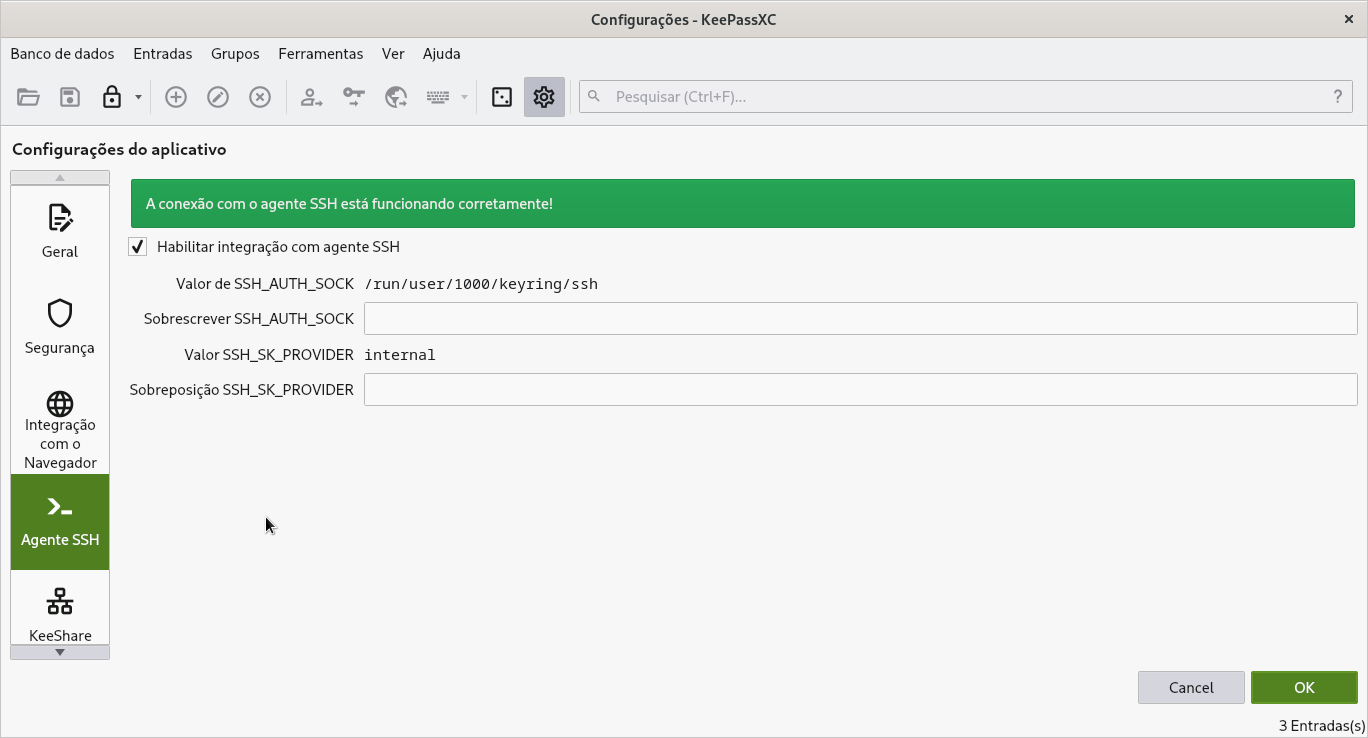 Configurações - KeePassXC
Banco de dados Entradas Grupos Ferramentas Ver Ajuda
Pesquisar (Ctrl+F)... ?
Configurações do aplicativo
Geral
Segurança
Integração
com o
Navegador
Agente SSH
KeeShare
A conexão com o agente SSH está funcionando corretamente!
Habilitar integração com agente SSH
Valor de SSH_AUTH_SOCK /run/user/1000/keyring/ssh
Sobrescrever SSH_AUTH_SOCK
Valor SSH_SK_PROVIDER internal
Sobreposição SSH_SK_PROVIDER
Cancel OK
3 Entradas(s)